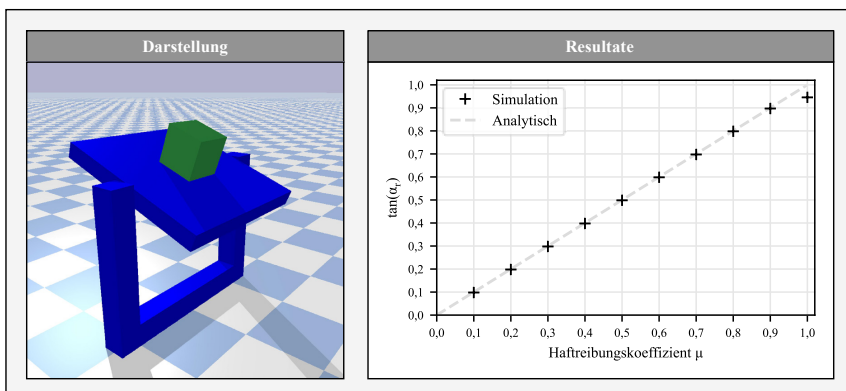 Darstellung
Resultate
Simulation
Analytisch
1,0
0,9
0,8
0,7
0,6
0,5
0,4
0,3
0,2
0,1
0,0
tan(αᵣ)
0,0 0,1 0,2 0,3 0,4 0,5 0,6 0,7 0,8 0,9 1,0
Haftreibungskoeffizient μ